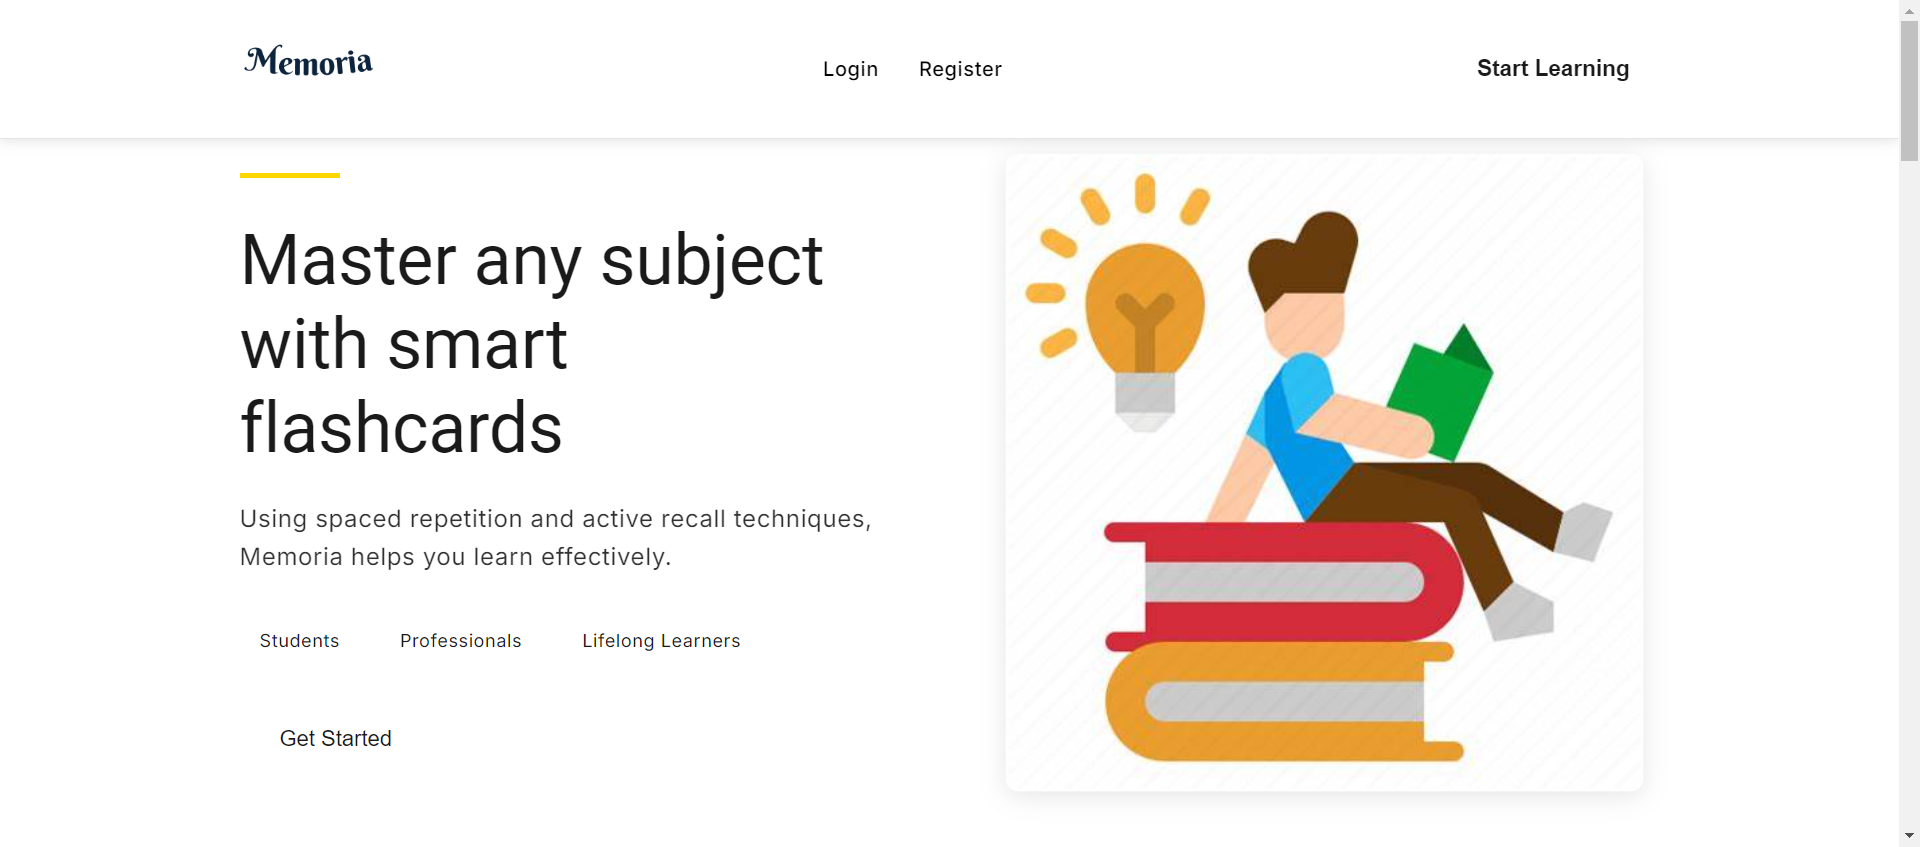 Memoria
Login
Register
Start Learning
Master any subject
with smart
flashcards
Using spaced repetition and active recall techniques,
Memoria helps you learn effectively.
Students
Professionals
Lifelong Learners
Get Started